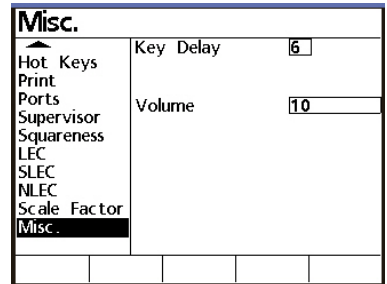 Misc.
Hot Keys
Print
Ports
Supervisor
Squareness
LEC
SLEC
NLEC
Scale Factor
Misc.
Key Delay 6
Volume 10